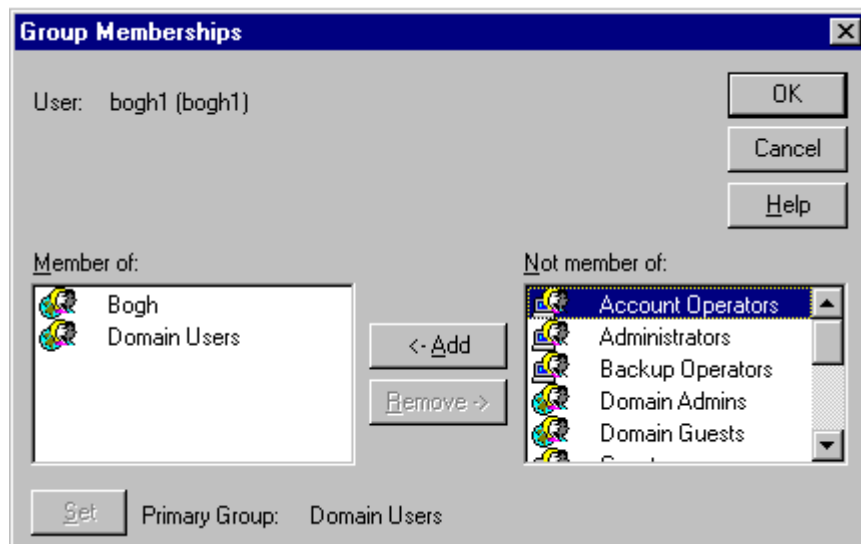 Group Memberships
User: bogh1 (bogh1)
OK
Cancel
Help
Member of:
Bogh
Domain Users
<- Add
Remove ->
Not member of:
Account Operators
Administrators
Backup Operators
Domain Admins
Domain Guests
Set
Primary Group: Domain Users